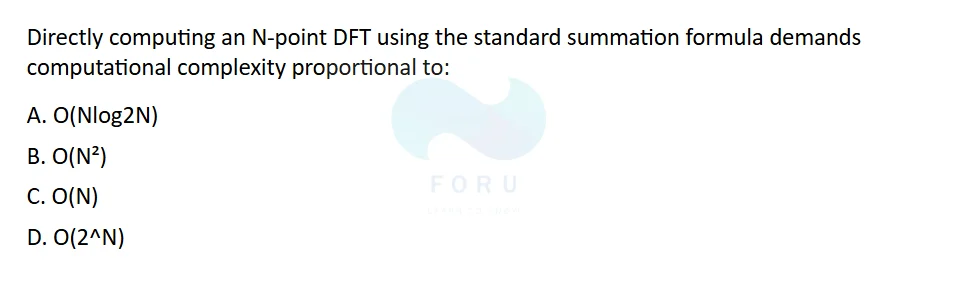 Directly computing an N-point DFT using the standard summation formula demands
computational complexity proportional to:
A. O(Nlog2N)
B. O(N²)
C. O(N)
D. O(2^N)
FORU